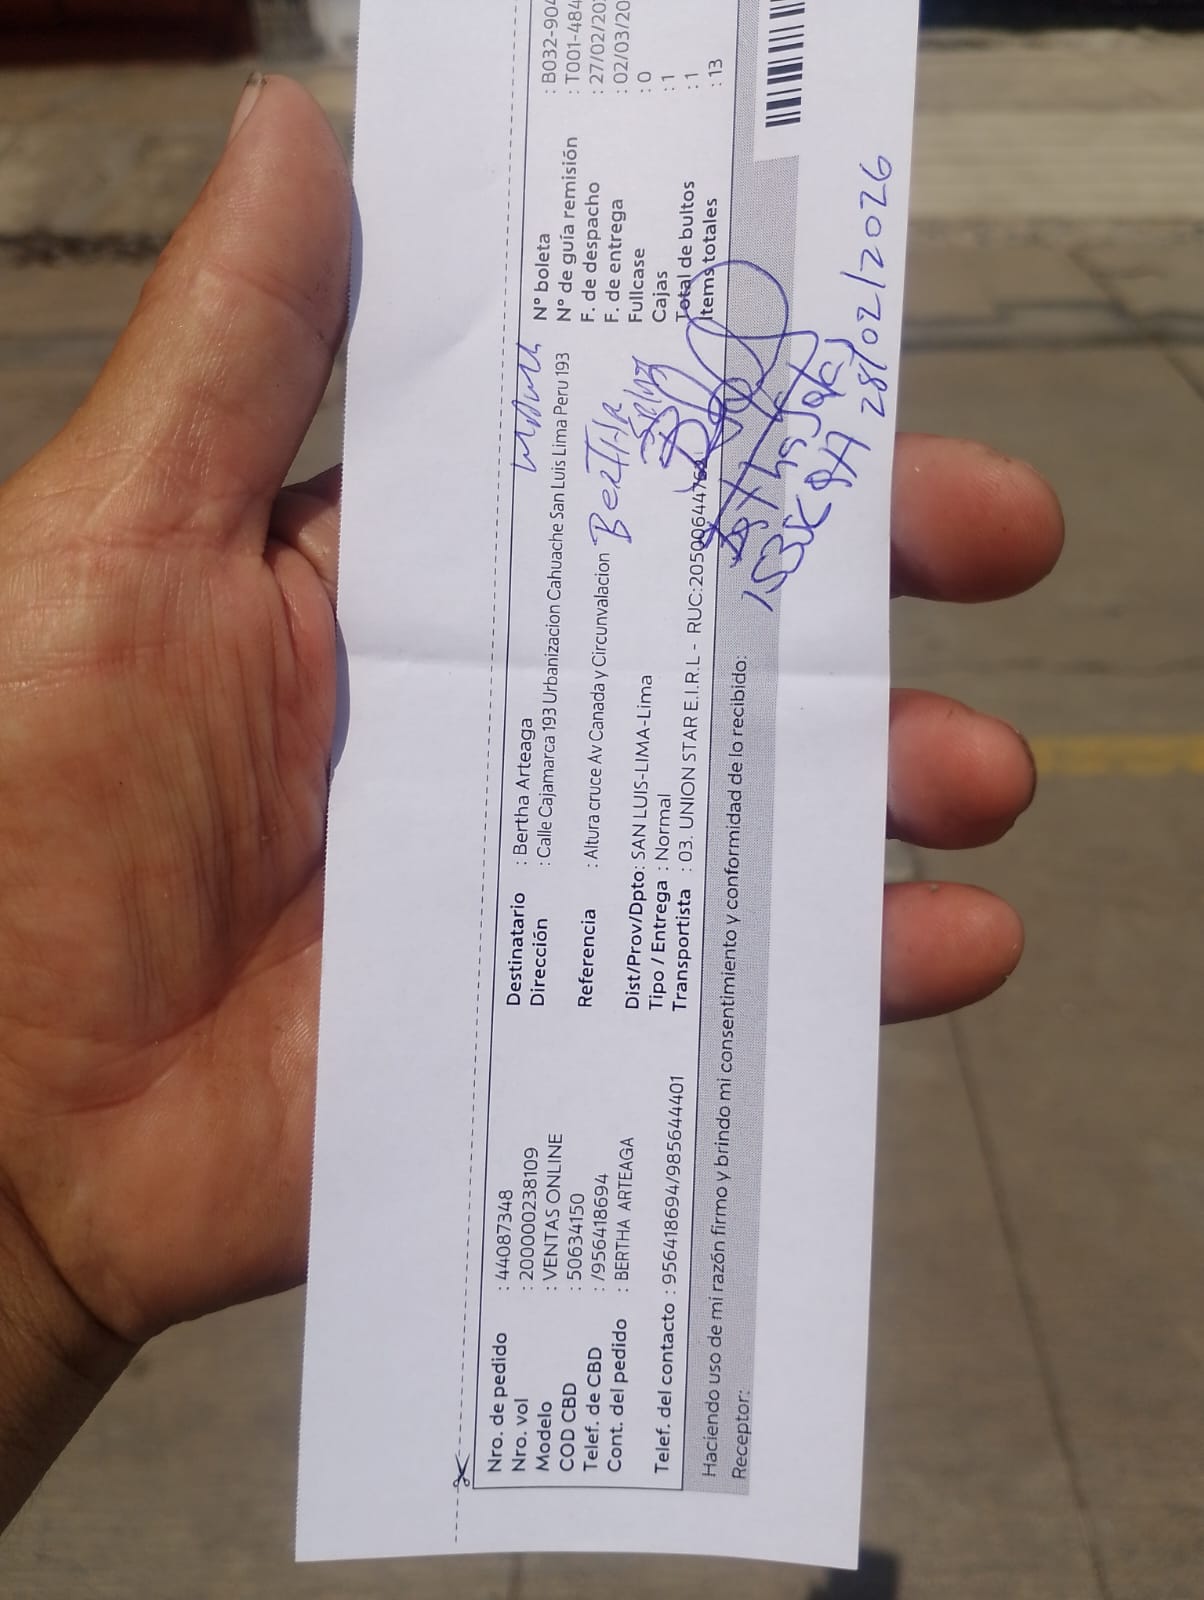 Nro. de pedido : 44087348
Nro. vol : 200000238109
Modelo : VENTAS ONLINE
COD CBD : 50634150
Telef. de CBD : /956418694
Cont. del pedido : BERTHA ARTEAGA
Telef. del contacto : 956418694/985644401
Destinatario : Bertha Arteaga
Dirección : Calle Cajamarca 193 Urbanizacion Cahuache San Luis Lima Peru 193
Referencia : Altura cruce Av Canada y Circunvalacion
Dist/Prov/Dpto: SAN LUIS-LIMA-Lima
Tipo / Entrega : Normal
Transportista : 03. UNION STAR E.I.R.L - RUC:205006447
N° boleta : B032-904
N° de guía remisión : T001-484
F. de despacho : 27/02/20
F. de entrega : 02/03/20
Fullcase : 0
Cajas : 1
Total de bultos : 1
Items totales : 13
Haciendo uso de mi razón firmo y brindo mi consentimiento y conformidad de lo recibido:
Receptor:
28/02/2026